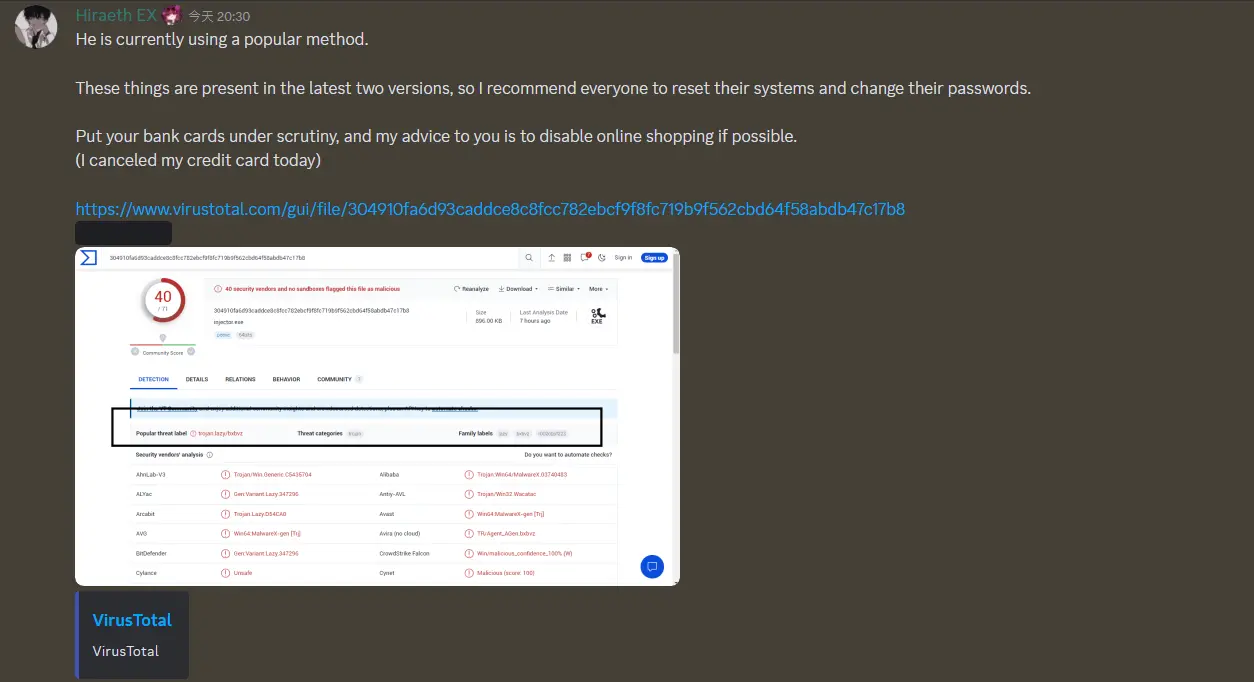 Hiraeth EX 今天 20:30
He is currently using a popular method.
These things are present in the latest two versions, so I recommend everyone to reset their systems and change their passwords.
Put your bank cards under scrutiny, and my advice to you is to disable online shopping if possible.
(I canceled my credit card today)
https://www.virustotal.com/gui/file/304910fa6d93caddce8c8fcc782ebcf9f8fc719b9f562cbd64f58abdb47c17b8
304910fa6d93caddce8c8fcc782ebcf9f8fc719b9f562cbd64f58abdb47c17b8
Sign in Sign up
40
/ 71
Community Score
40 security vendors and no sandboxes flagged this file as malicious
Reanalyze Download Similar More
304910fa6d93caddce8c8fcc782ebcf9f8fc719b9f562cbd64f58abdb47c17b8
injector.exe
peexe 64bits
Size
896.00 KB
Last Analysis Date
7 hours ago
EXE
DETECTION DETAILS RELATIONS BEHAVIOR COMMUNITY
Popular threat label trojan.lazy/bxbvz Threat categories trojan Family labels lazy bxbvz
Security vendors' analysis Do you want to automate checks?
AhnLab-V3 Trojan/Win.Generic.C5435704 Alibaba Trojan:Win64/MalwareX.03740483
ALYac Gen:Variant.Lazy.347296 Antiy-AVL Trojan/Win32.Wacatac
Arcabit Trojan.Lazy.D54CA0 Avast Win64:MalwareX-gen [Trj]
AVG Win64:MalwareX-gen [Trj] Avira (no cloud) TR/Agent_AGen.bxbvz
BitDefender Gen:Variant.Lazy.347296 CrowdStrike Falcon Win/malicious_confidence_100% (W)
Cylance Unsafe Cynet Malicious (score: 100)
VirusTotal
VirusTotal